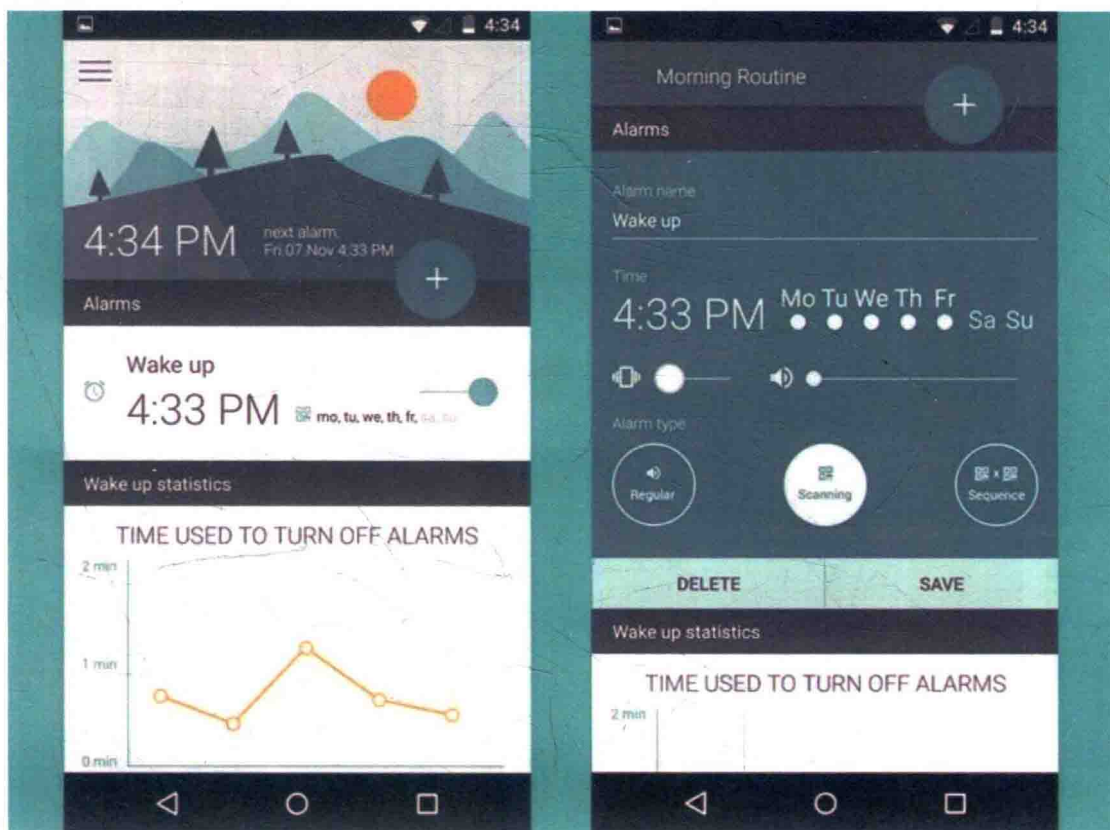 4:34
4:34 PM
next alarm:
Fri 07 Nov 4:33 PM
+
Alarms
Wake up
4:33 PM
mo, tu, we, th, fr, sa, su
Wake up statistics
TIME USED TO TURN OFF ALARMS
2 min
1 min
0 min
4:34
Morning Routine
+
Alarms
Alarm name
Wake up
Time
4:33 PM
Mo Tu We Th Fr Sa Su
Alarm type
Regular
Scanning
Sequence
DELETE
SAVE
Wake up statistics
TIME USED TO TURN OFF ALARMS
2 min